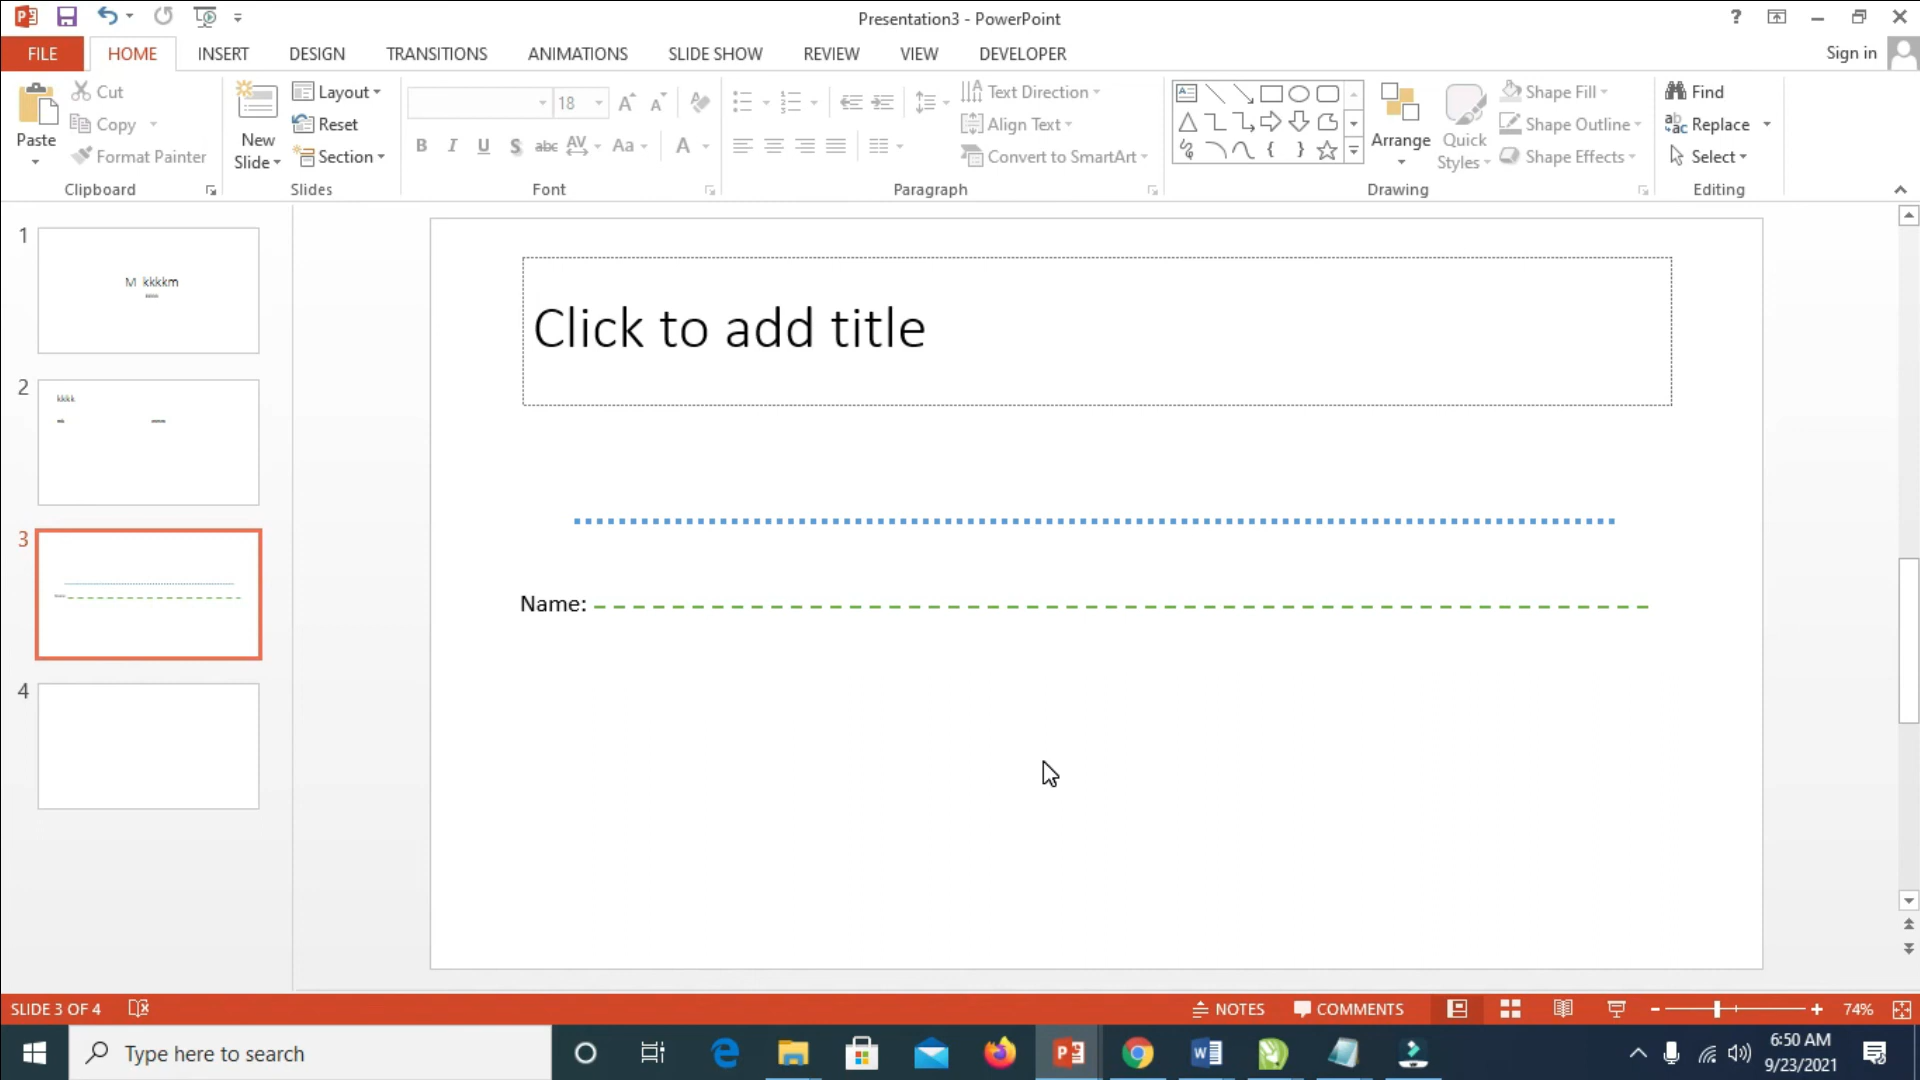 Presentation3 - PowerPoint
?
FILE HOME INSERT DESIGN TRANSITIONS ANIMATIONS SLIDE SHOW REVIEW VIEW DEVELOPER Sign in
Paste
Cut
Copy
Format Painter
Clipboard
New
Slide
Layout
Reset
Section
Slides
18
B I U S abc AV Aa A
Font
Text Direction
Align Text
Convert to SmartArt
Paragraph
Arrange
Quick
Styles
Shape Fill
Shape Outline
Shape Effects
Drawing
Find
Replace
Select
Editing
1
M kkkkm
2
kkkk
3
4
Click to add title
Name:
SLIDE 3 OF 4
NOTES
COMMENTS
74%
Type here to search
6:50 AM
9/23/2021